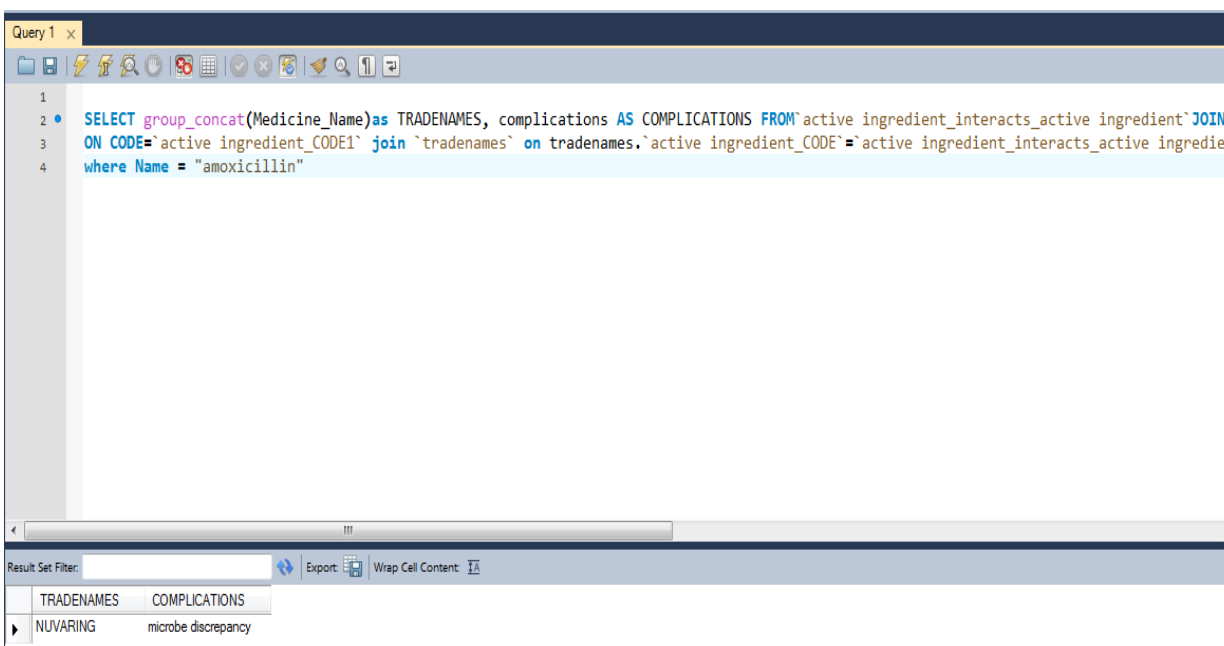 Query 1
1
2 SELECT group_concat(Medicine_Name)as TRADENAMES, complications AS COMPLICATIONS FROM`active ingredient_interacts_active ingredient`JOIN
3 ON CODE=`active ingredient_CODE1` join `tradenames` on tradenames.`active ingredient_CODE`=`active ingredient_interacts_active ingredie
4 where Name = "amoxicillin"
Result Set Filter: Export: Wrap Cell Content:
TRADENAMES COMPLICATIONS
NUVARING microbe discrepancy